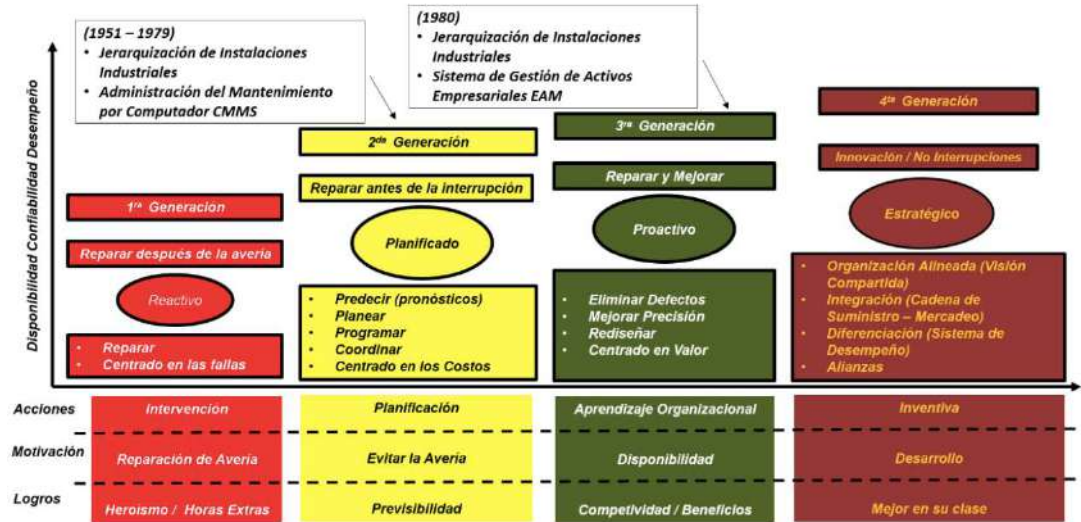 (1951 – 1979)
• Jerarquización de Instalaciones
Industriales
• Administración del Mantenimiento
por Computador CMMS
(1980)
• Jerarquización de Instalaciones
Industriales
• Sistema de Gestión de Activos
Empresariales EAM
Disponibilidad Confiabilidad Desempeño
1ra Generación
Reparar después de la avería
Reactivo
• Reparar
• Centrado en las fallas
2da Generación
Reparar antes de la interrupción
Planificado
• Predecir (pronósticos)
• Planear
• Programar
• Coordinar
• Centrado en los Costos
3ra Generación
Reparar y Mejorar
Proactivo
• Eliminar Defectos
• Mejorar Precisión
• Rediseñar
• Centrado en Valor
4ta Generación
Innovación / No Interrupciones
Estratégico
• Organización Alineada (Visión
Compartida)
• Integración (Cadena de
Suministro – Mercadeo)
• Diferenciación (Sistema de
Desempeño)
• Alianzas
Acciones Intervención Planificación Aprendizaje Organizacional Inventiva
Motivación Reparación de Avería Evitar la Avería Disponibilidad Desarrollo
Logros Heroismo / Horas Extras Previsibilidad Competividad / Beneficios Mejor en su clase